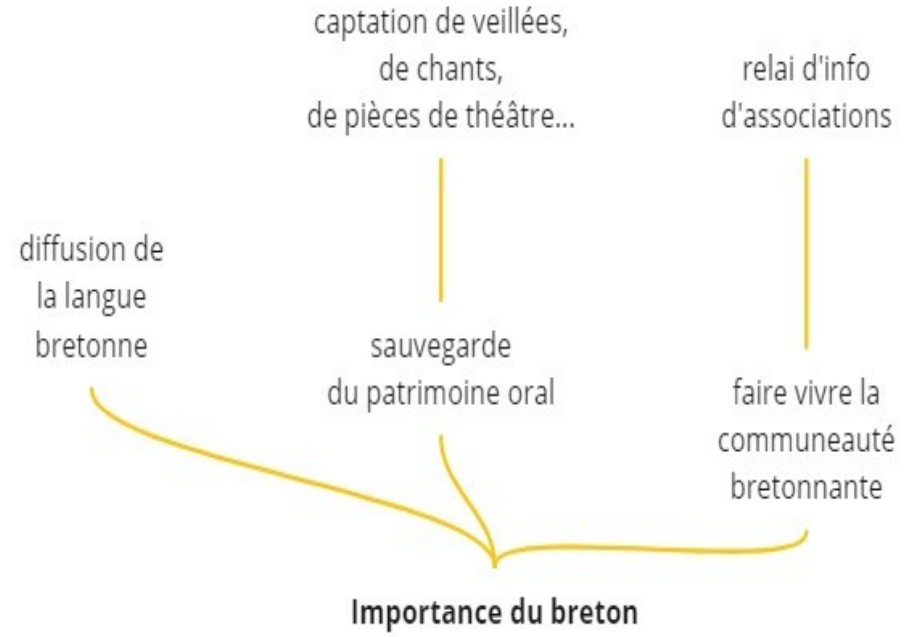 captation de veillées,
de chants,
de pièces de théâtre...
relai d'info
d'associations
diffusion de
la langue
bretonne
sauvegarde
du patrimoine oral
faire vivre la
communeauté
bretonnante
Importance du breton